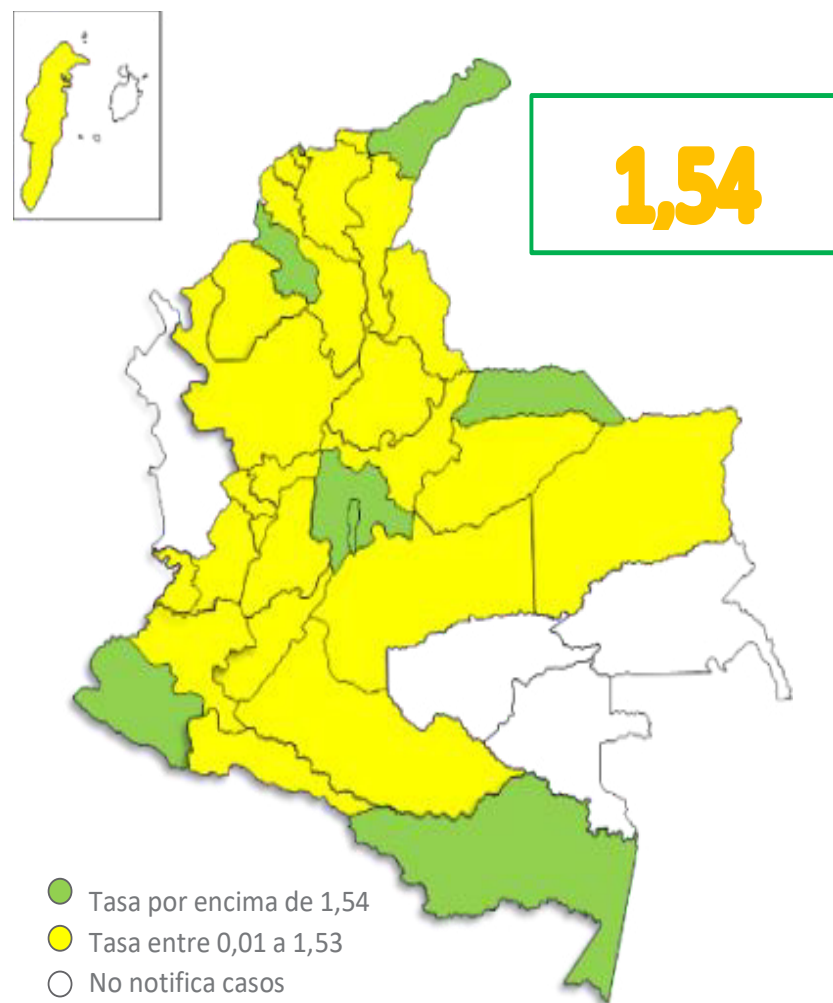 1,54
Tasa por encima de 1,54
Tasa entre 0,01 a 1,53
No notifica casos